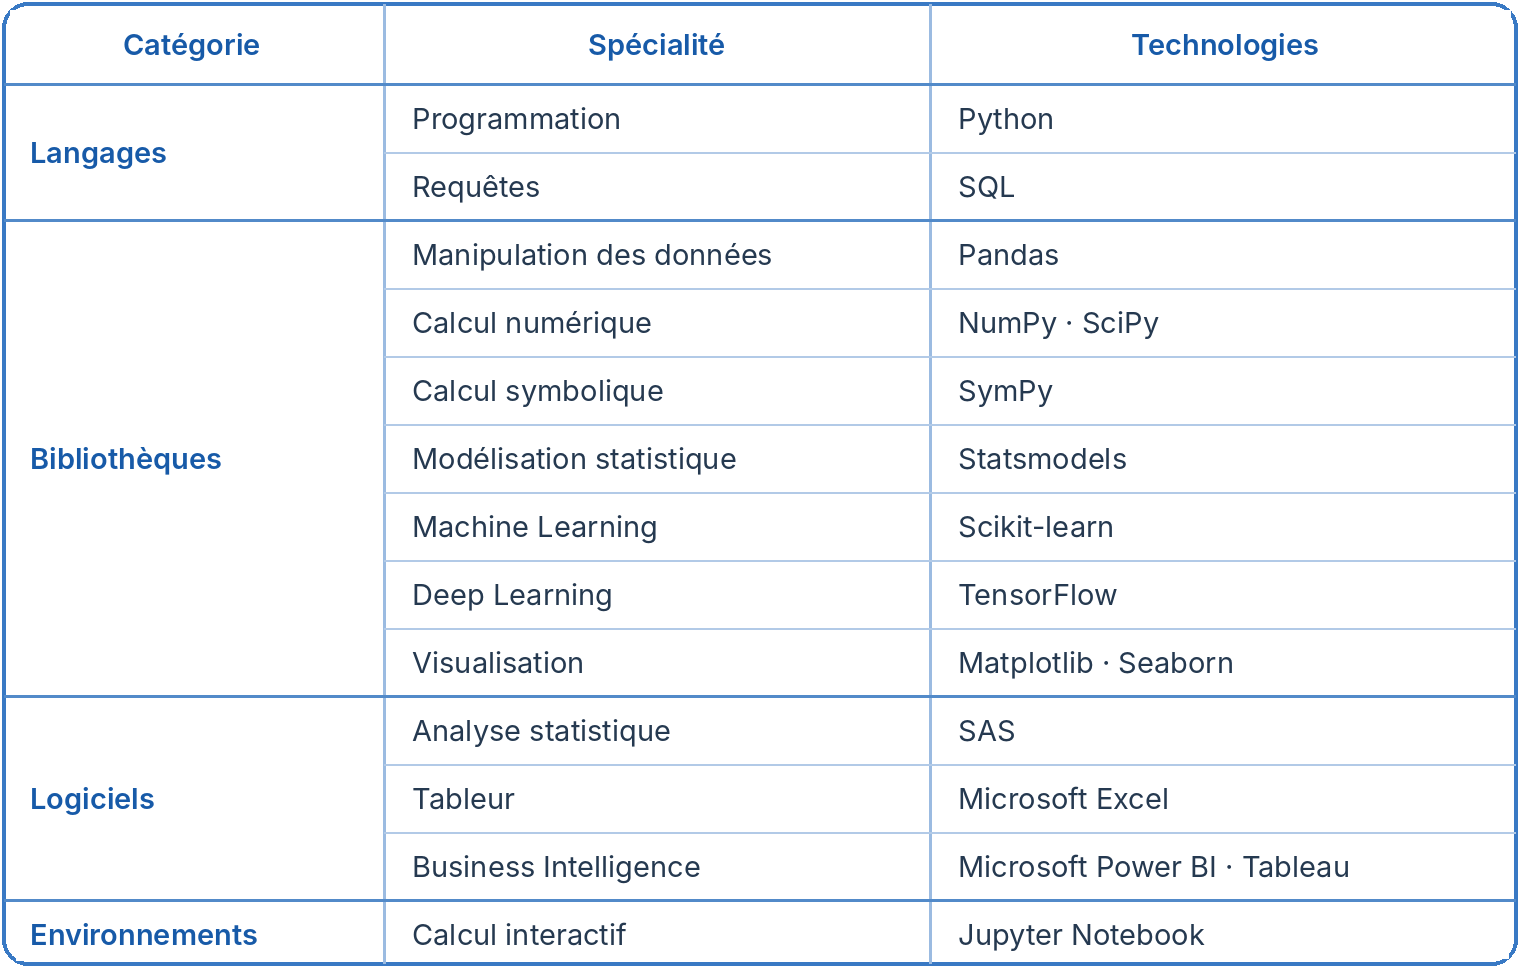 Catégorie Spécialité Technologies
Langages
Programmation Python
Requêtes SQL
Bibliothèques
Manipulation des données Pandas
Calcul numérique NumPy · SciPy
Calcul symbolique SymPy
Modélisation statistique Statsmodels
Machine Learning Scikit-learn
Deep Learning TensorFlow
Visualisation Matplotlib · Seaborn
Logiciels
Analyse statistique SAS
Tableur Microsoft Excel
Business Intelligence Microsoft Power BI · Tableau
Environnements Calcul interactif Jupyter Notebook